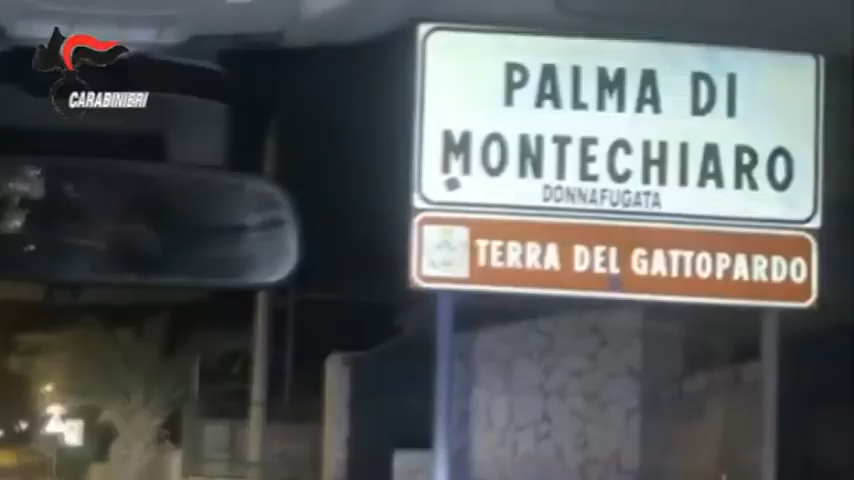 CARABINIERI
PALMA DI
MONTECHIARO
DONNAFUGATA
TERRA DEL GATTOPARDO